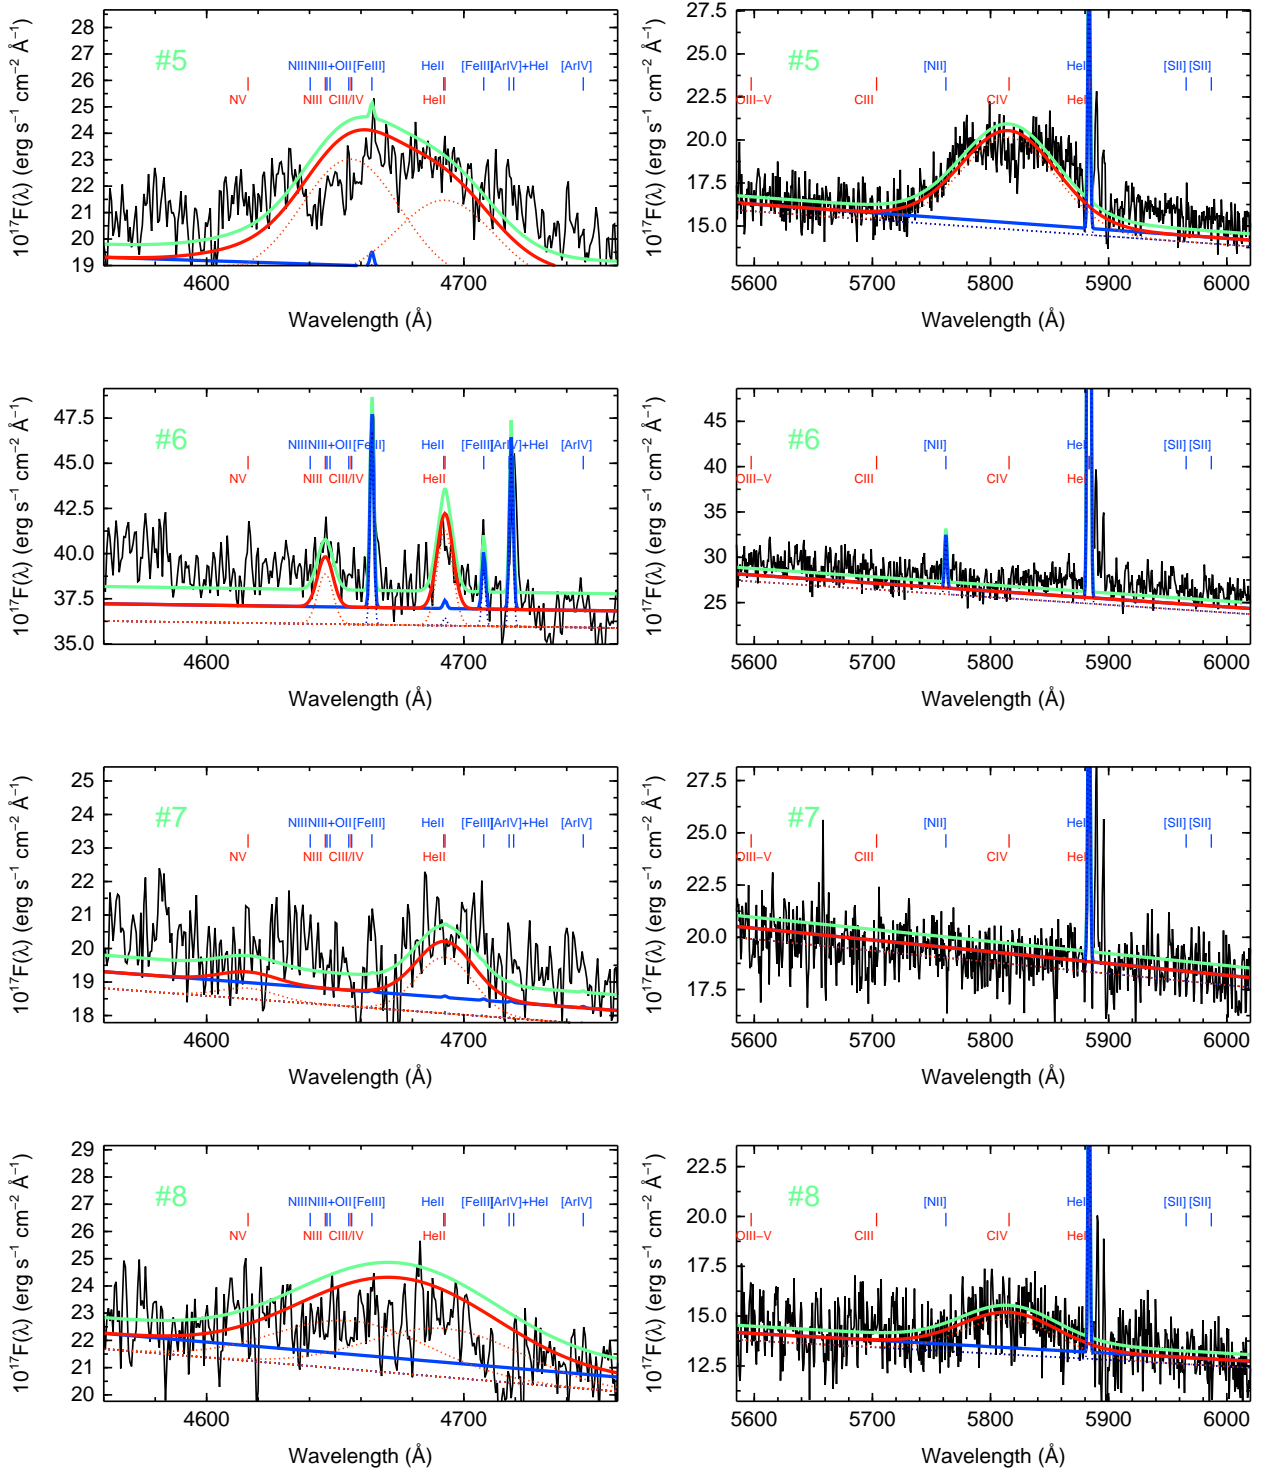 28 27 26 25 24 23 22 21 20 19
10¹⁷F(λ) (erg s⁻¹ cm⁻² Å⁻¹)
#5
NIII NIII+OII [FeIII] HeII [FeIII] [ArIV]+HeI [ArIV]
NV NIII CIII/IV HeII
4600 4700
Wavelength (Å)
27.5 25.0 22.5 20.0 17.5 15.0
10¹⁷F(λ) (erg s⁻¹ cm⁻² Å⁻¹)
#5
[NII] HeI [SII] [SII]
OIII−V CIII CIV HeI
5600 5700 5800 5900 6000
Wavelength (Å)
47.5 45.0 42.5 40.0 37.5 35.0
10¹⁷F(λ) (erg s⁻¹ cm⁻² Å⁻¹)
#6
NIII NIII+OII [FeIII] HeII [FeIII] [ArIV]+HeI [ArIV]
NV NIII CIII/IV HeII
4600 4700
Wavelength (Å)
45 40 35 30 25
10¹⁷F(λ) (erg s⁻¹ cm⁻² Å⁻¹)
#6
[NII] HeI [SII] [SII]
OIII−V CIII CIV HeI
5600 5700 5800 5900 6000
Wavelength (Å)
25 24 23 22 21 20 19 18
10¹⁷F(λ) (erg s⁻¹ cm⁻² Å⁻¹)
#7
NIII NIII+OII [FeIII] HeII [FeIII] [ArIV]+HeI [ArIV]
NV NIII CIII/IV HeII
4600 4700
Wavelength (Å)
27.5 25.0 22.5 20.0 17.5
10¹⁷F(λ) (erg s⁻¹ cm⁻² Å⁻¹)
#7
[NII] HeI [SII] [SII]
OIII−V CIII CIV HeI
5600 5700 5800 5900 6000
Wavelength (Å)
29 28 27 26 25 24 23 22 21 20
10¹⁷F(λ) (erg s⁻¹ cm⁻² Å⁻¹)
#8
NIII NIII+OII [FeIII] HeII [FeIII] [ArIV]+HeI [ArIV]
NV NIII CIII/IV HeII
4600 4700
Wavelength (Å)
22.5 20.0 17.5 15.0 12.5
10¹⁷F(λ) (erg s⁻¹ cm⁻² Å⁻¹)
#8
[NII] HeI [SII] [SII]
OIII−V CIII CIV HeI
5600 5700 5800 5900 6000
Wavelength (Å)